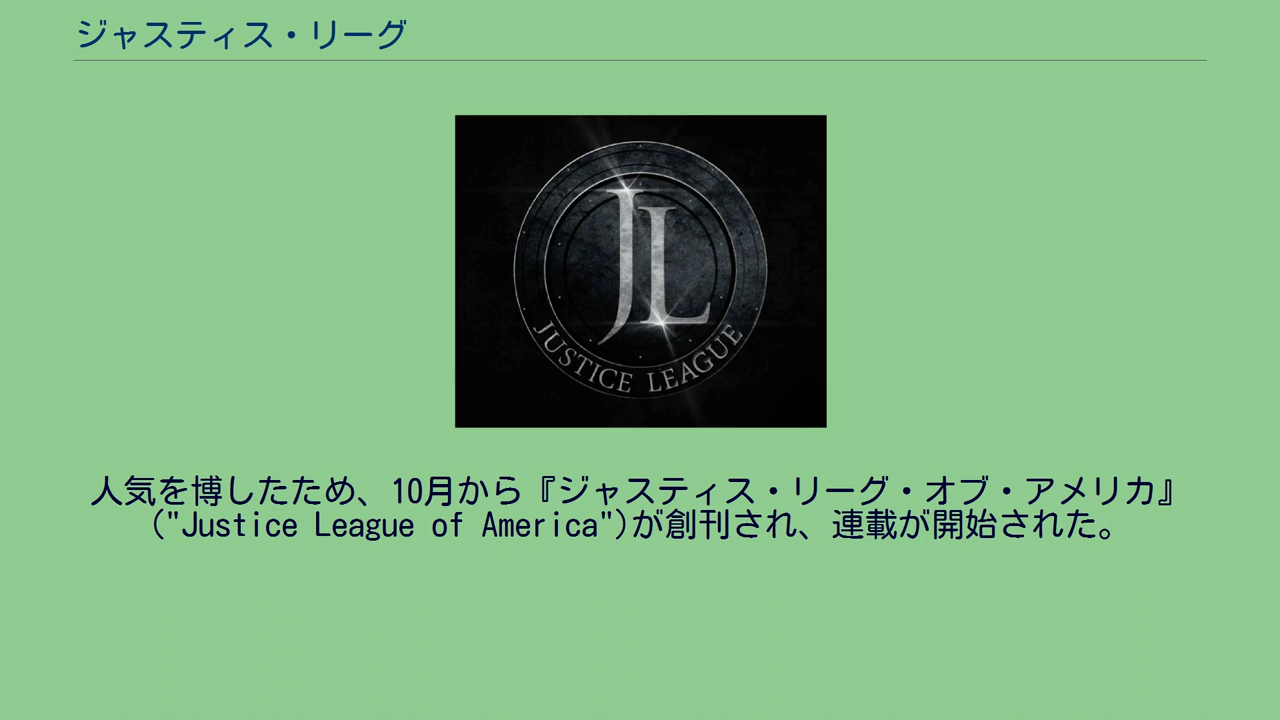 ジャスティス・リーグ
JL
JUSTICE LEAGUE
人気を博したため、10月から『ジャスティス・リーグ・オブ・アメリカ』
("Justice League of America")が創刊され、連載が開始された。